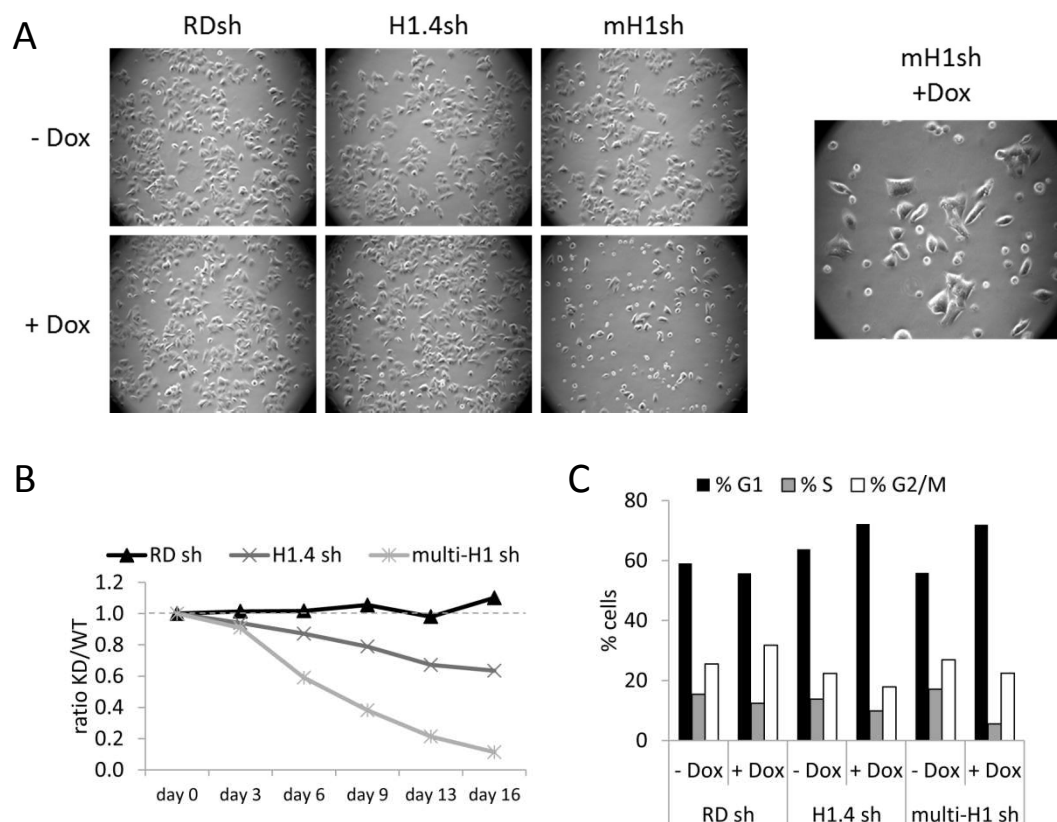 A
RDsh H1.4sh mH1sh
mH1sh
+Dox
- Dox
+ Dox
B
RD sh H1.4 sh multi-H1 sh
1.2
1.0
0.8
0.6
0.4
0.2
0.0
ratio KD/WT
day 0 day 3 day 6 day 9 day 13 day 16
C
% G1 % S % G2/M
80
60
40
20
0
% cells
- Dox + Dox - Dox + Dox - Dox + Dox
RD sh H1.4 sh multi-H1 sh